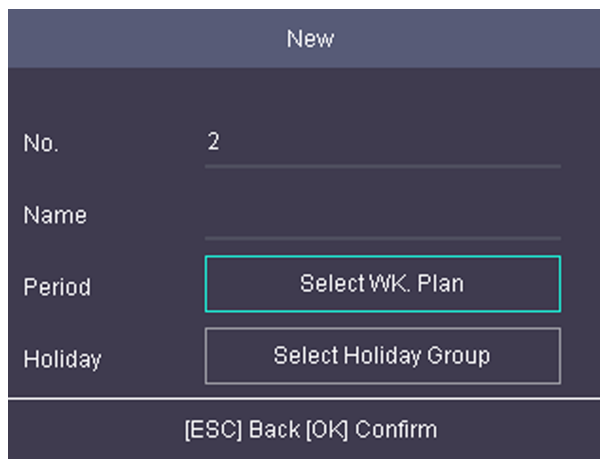 New
No. 2
Name
Period Select WK. Plan
Holiday Select Holiday Group
[ESC] Back [OK] Confirm